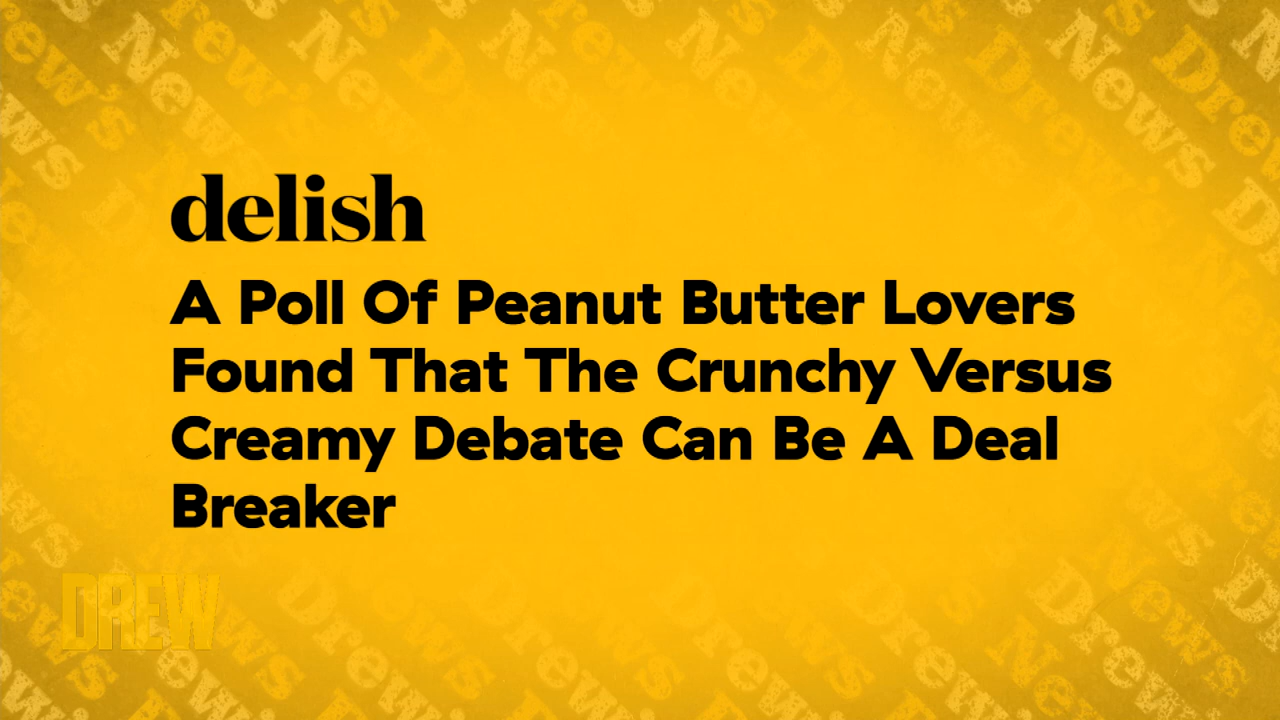 delish
A Poll Of Peanut Butter Lovers
Found That The Crunchy Versus
Creamy Debate Can Be A Deal
Breaker
DREW